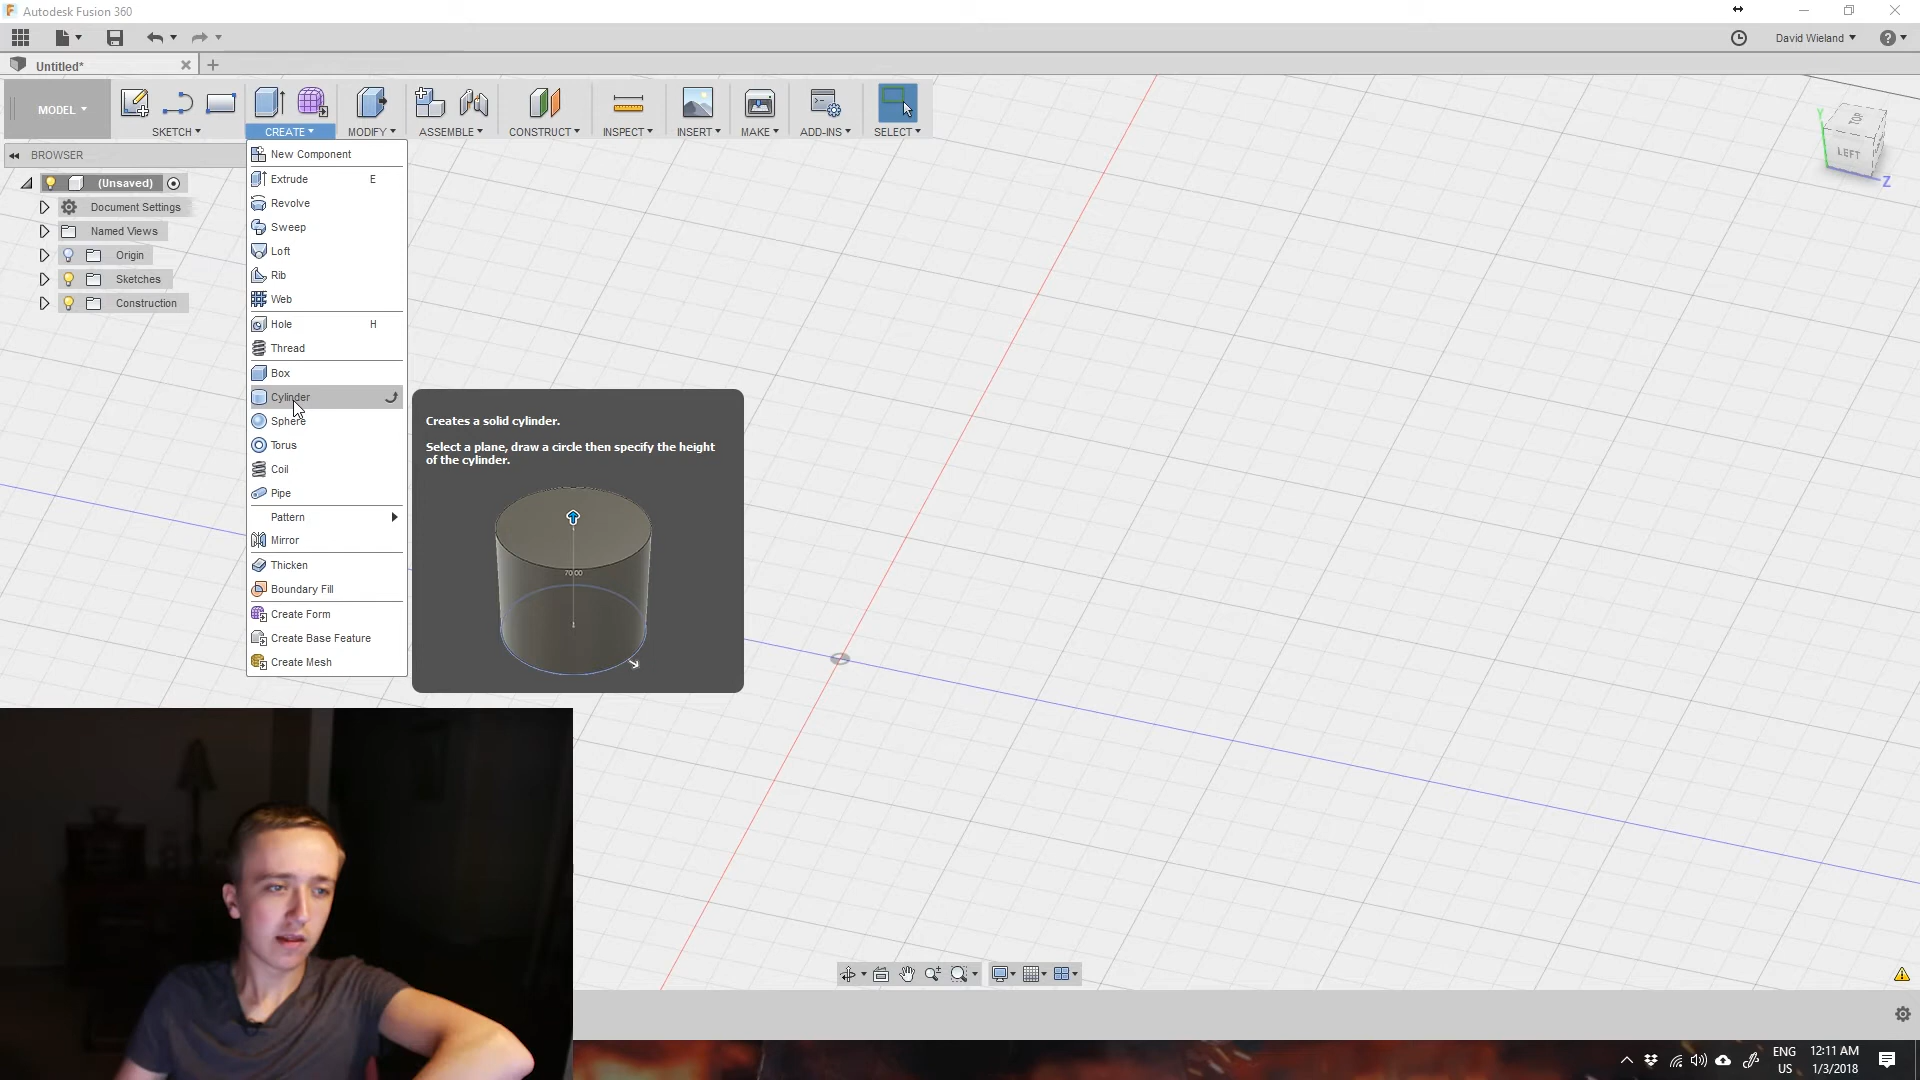 Autodesk Fusion 360
David Wieland
Untitled*
MODEL
SKETCH
CREATE
MODIFY
ASSEMBLE
CONSTRUCT
INSPECT
INSERT
MAKE
ADD-INS
SELECT
BROWSER
(Unsaved)
Document Settings
Named Views
Origin
Sketches
Construction
New Component
Extrude E
Revolve
Sweep
Loft
Rib
Web
Hole H
Thread
Box
Cylinder
Sphere
Torus
Coil
Pipe
Pattern
Mirror
Thicken
Boundary Fill
Create Form
Create Base Feature
Create Mesh
Creates a solid cylinder.
Select a plane, draw a circle then specify the height
of the cylinder.
70.00
Y
LEFT
Z
ENG
US
12:11 AM
1/3/2018